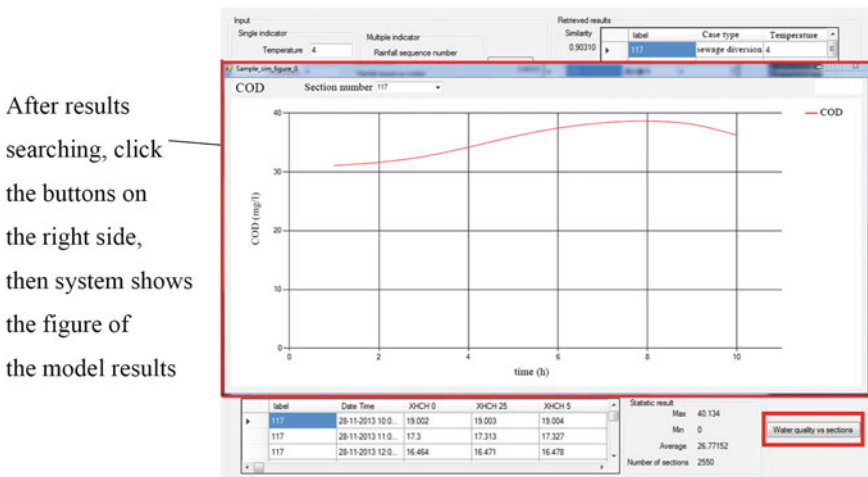 After results
searching, click
the buttons on
the right side,
then system shows
the figure of
the model results
Input
Single indicator
Temperature 4
Multiple indicator
Rainfall sequence number
Retrieved results
Similarity
0.90310
label Case type Temperature
117 sewage diversion 4
Sample_sim_figure_0
COD Section number 117
COD
COD (mg/l)
40
30
20
10
0
0 2 4 6 8 10
time (h)
label Date Time XHCH 0 XHCH 25 XHCH 5
117 28-11-2013 10:0... 19.002 19.003 19.004
117 28-11-2013 11:0... 17.3 17.313 17.327
117 28-11-2013 12:0... 16.464 16.471 16.478
Statistic result
Max 40.134
Min 0
Average 26.77152
Number of sections 2550
Water quality vs sections